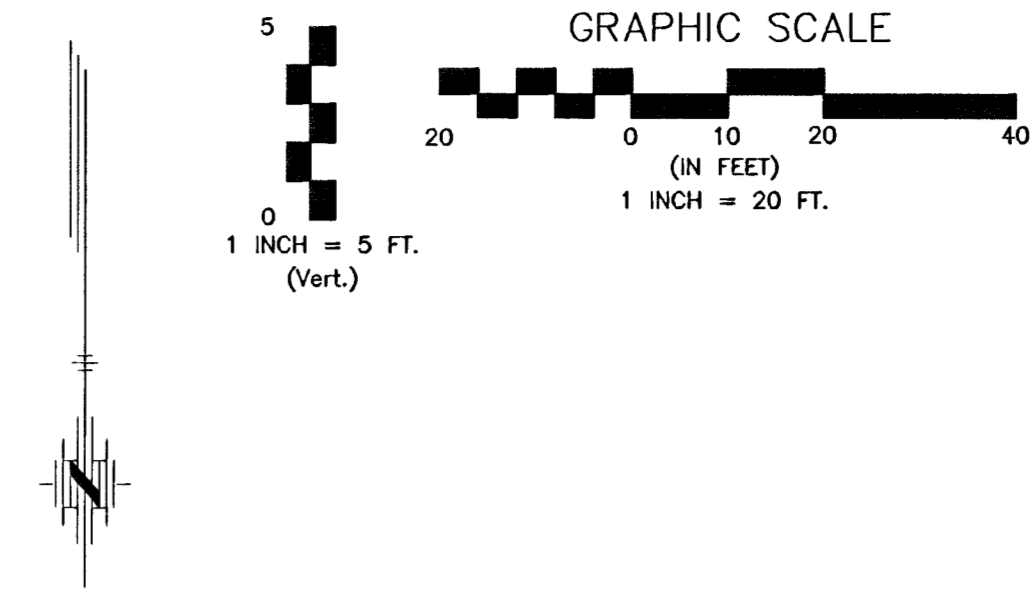 GRAPHIC SCALE
5
0
1 INCH = 5 FT.
(Vert.)
20 0 10 20 40
(IN FEET)
1 INCH = 20 FT.
N